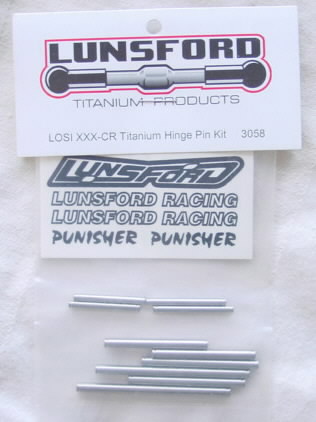 LUNSFORD
TITANIUM PRODUCTS
LOSI XXX-CR Titanium Hinge Pin Kit 3058
LUNSFORD
LUNSFORD RACING
LUNSFORD RACING
PUNISHER PUNISHER